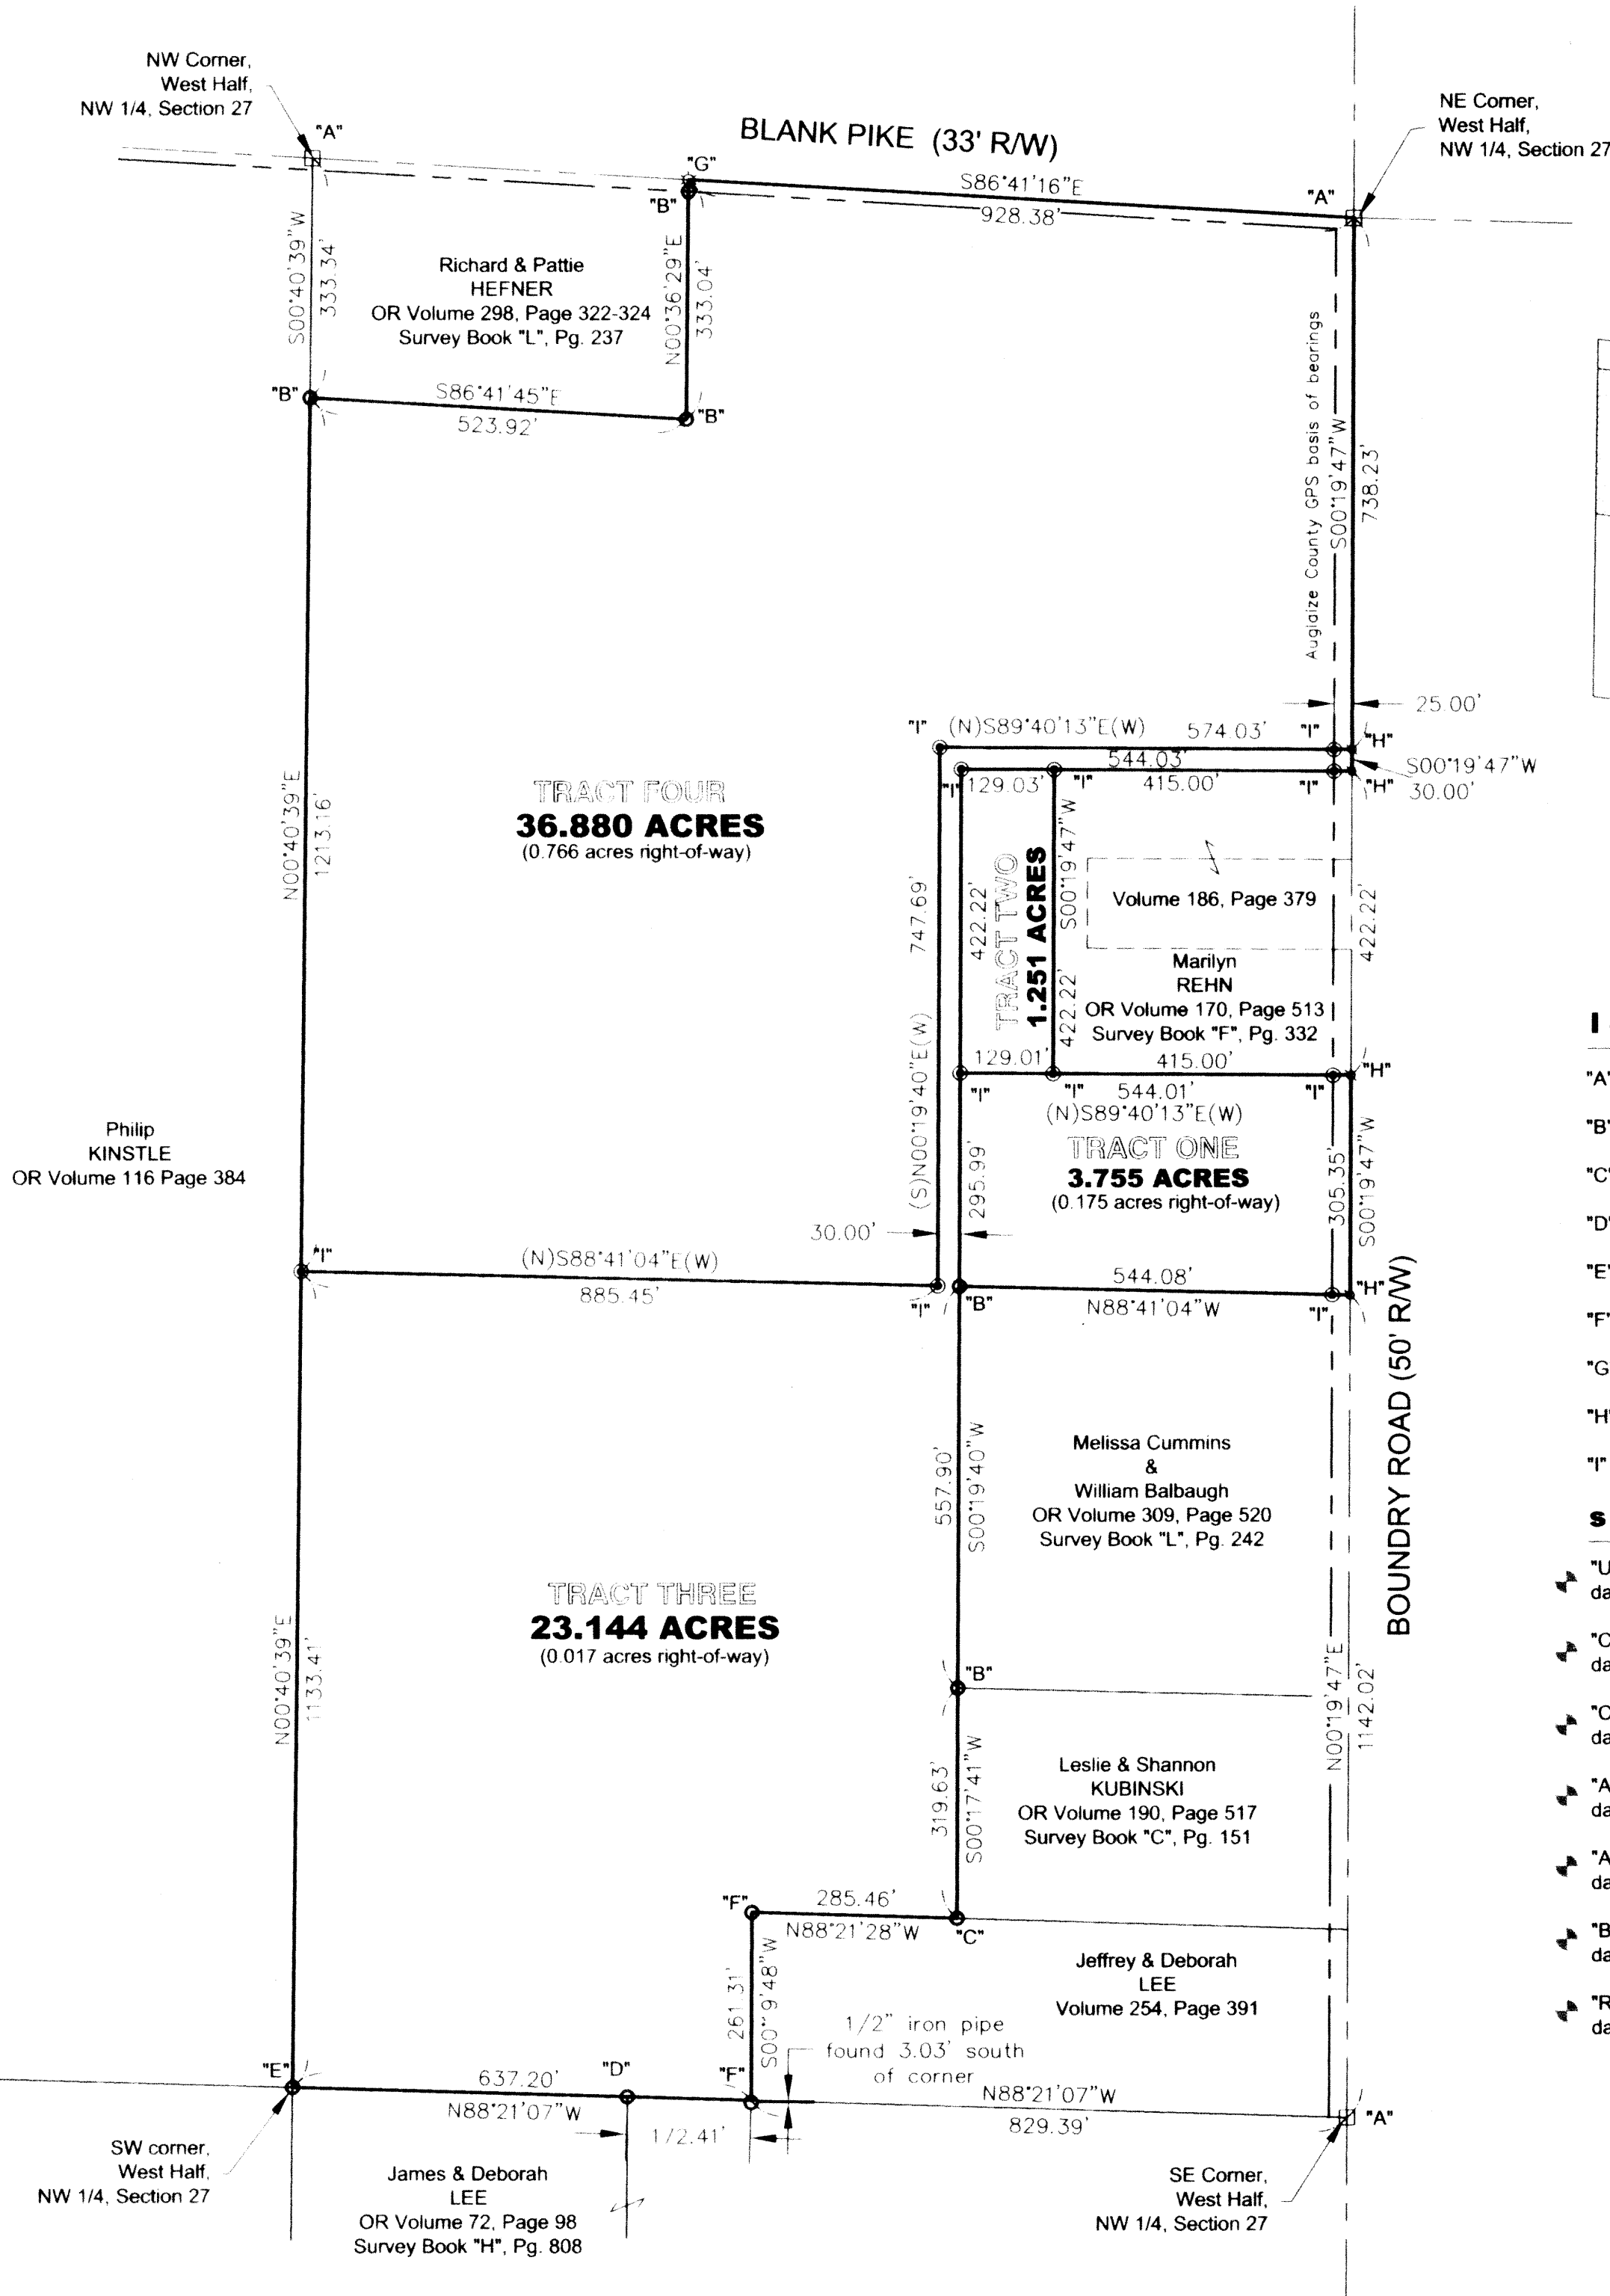 NW Corner,
West Half,
NW 1/4, Section 27
"A"
BLANK PIKE (33' R/W)
NE Corner,
West Half,
NW 1/4, Section 27
"G"
S86°41'16"E
928.38'
"A"
"B"
S00°40'39"W
333.34'
Richard & Pattie
HEFNER
OR Volume 298, Page 322-324
Survey Book "L", Pg. 237
N00°36'29"E
333.04'
"B"
S86°41'45"E
523.92'
"B"
Auglaize County GPS basis of bearings
S00°19'47"W
738.23'
25.00'
"I"
(N)S89°40'13"E(W)
574.03'
"I"
"H"
544.03'
S00°19'47"W
30.00'
"I"
129.03'
"I"
415.00'
"I"
"H"
N00°40'39"E
1213.16'
TRACT FOUR
36.880 ACRES
(0.766 acres right-of-way)
747.69'
(S)N00°19'40"E(W)
422.22'
TRACT TWO
1.251 ACRES
S00°19'47"W
422.22'
Volume 186, Page 379
422.22'
Marilyn
REHN
OR Volume 170, Page 513
Survey Book "F", Pg. 332
129.01'
415.00'
"H"
"I"
"I"
544.01'
"I"
(N)S89°40'13"E(W)
TRACT ONE
3.755 ACRES
(0.175 acres right-of-way)
295.99'
305.35'
S00°19'47"W
Philip
KINSTLE
OR Volume 116 Page 384
30.00'
"I"
(N)S88°41'04"E(W)
885.45'
"I"
"B"
544.08'
N88°41'04"W
"I"
"H"
BOUNDRY ROAD (50' R/W)
557.90'
S00°19'40"W
Melissa Cummins
&
William Balbaugh
OR Volume 309, Page 520
Survey Book "L", Pg. 242
TRACT THREE
23.144 ACRES
(0.017 acres right-of-way)
N00°40'39"E
1133.41'
"B"
N00°19'47"E
1142.02'
319.63'
S00°17'41"W
Leslie & Shannon
KUBINSKI
OR Volume 190, Page 517
Survey Book "C", Pg. 151
"F"
285.46'
N88°21'28"W
"C"
261.31'
Jeffrey & Deborah
LEE
Volume 254, Page 391
1/2" iron pipe
found 3.03' south
of corner
"E"
637.20'
"D"
"F"
N88°21'07"W
N88°21'07"W
829.39'
"A"
SW corner,
West Half,
NW 1/4, Section 27
James & Deborah
LEE
OR Volume 72, Page 98
Survey Book "H", Pg. 808
SE Corner,
West Half,
NW 1/4, Section 27
"A"
"B"
"C"
"D"
"E"
"F"
"G
"H"
"I"